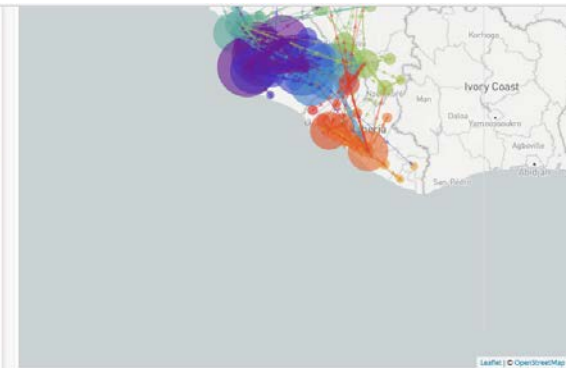 Korhogo
Ivory Coast
Man
Daloa
Yamoussoukro
Agboville
Abidjan
San-Pédro
Leaflet | © OpenStreetMap